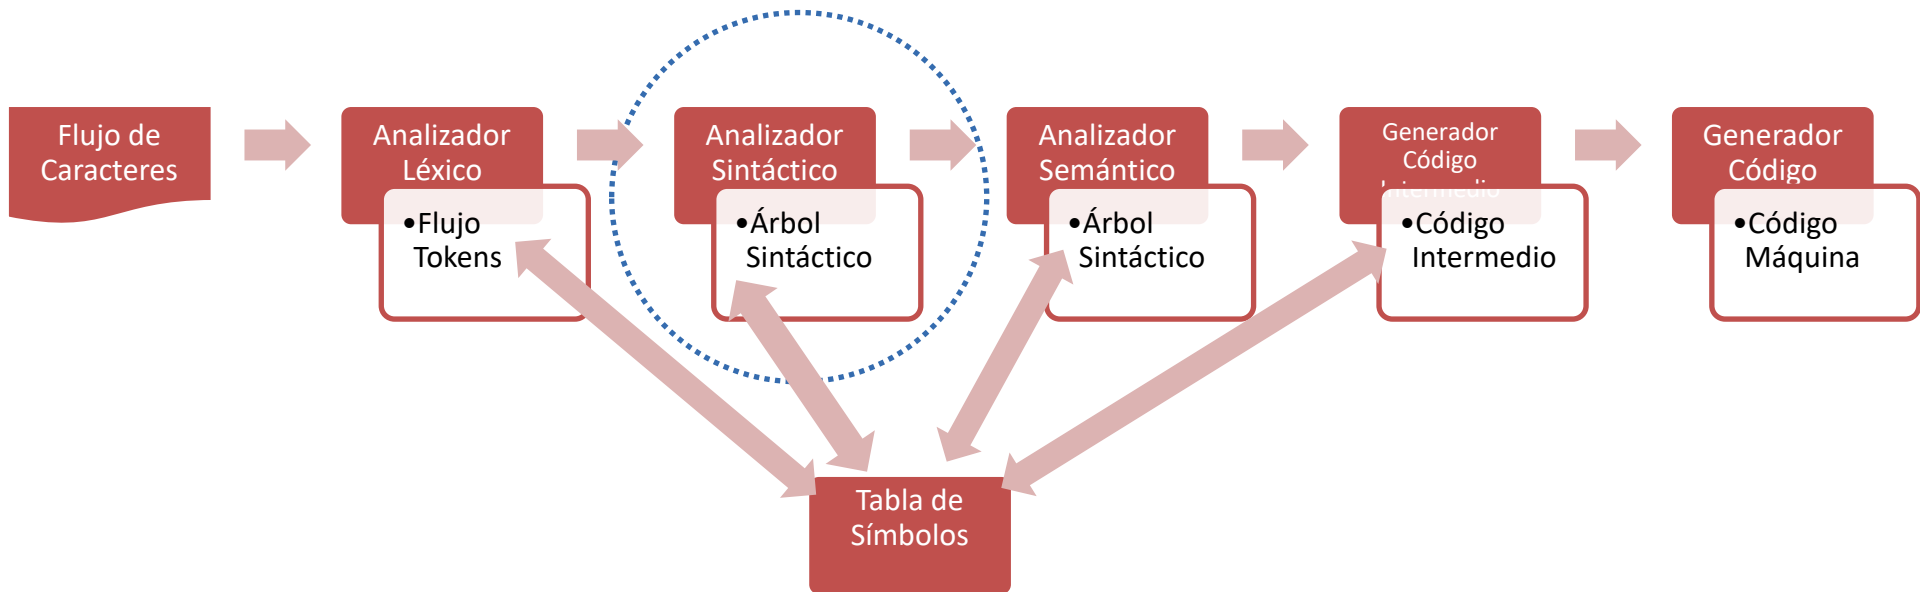 Flujo de
Caracteres
Analizador
Léxico
•Flujo
Tokens
Analizador
Sintáctico
•Árbol
Sintáctico
Analizador
Semántico
•Árbol
Sintáctico
Generador
Código
Intermedio
•Código
Intermedio
Generador
Código
•Código
Máquina
Tabla de
Símbolos